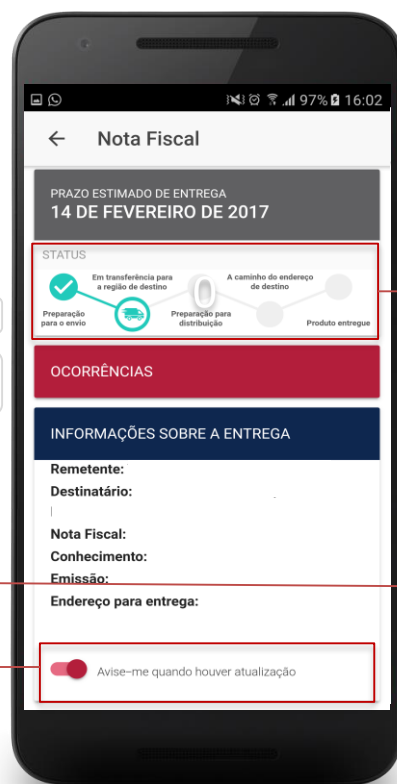 97% 16:02
Nota Fiscal
PRAZO ESTIMADO DE ENTREGA
14 DE FEVEREIRO DE 2017
STATUS
Em transferência para
a região de destino
A caminho do endereço
de destino
Preparação
para o envio
Preparação para
distribuição
Produto entregue
OCORRÊNCIAS
INFORMAÇÕES SOBRE A ENTREGA
Remetente:
Destinatário:
Nota Fiscal:
Conhecimento:
Emissão:
Endereço para entrega:
Avise-me quando houver atualização